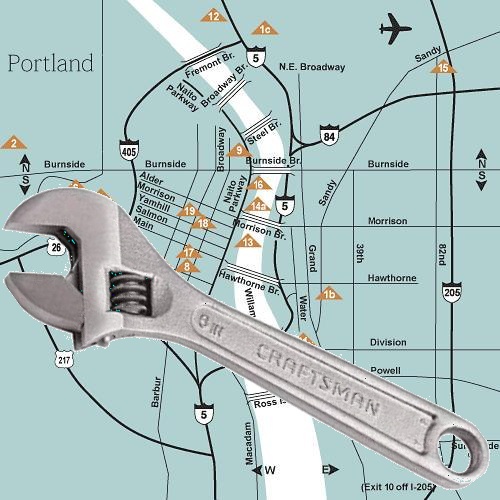 12
1c
5
Sandy
Fremont Br.
Portland
N.E. Broadway
15
Broadway Br.
Naito
Parkway
Steel Br.
84
2
405
Broadway
9
N
S
Burnside
Burnside
Burnside Br.
Burnside
N
S
Alder
Morrison
Yamhill
Salmon
Main
Naito
Parkway
16
5
Sandy
19
18
14a
Morrison Br.
Morrison
26
13
Grand
39th
82nd
17
8
Hawthorne Br.
Hawthorne
1b
205
Water
8 IN
CRAFTSMAN
Division
217
Powell
Barbur
5
Ross
Macadam
W
E
(Exit 10 off I-205)